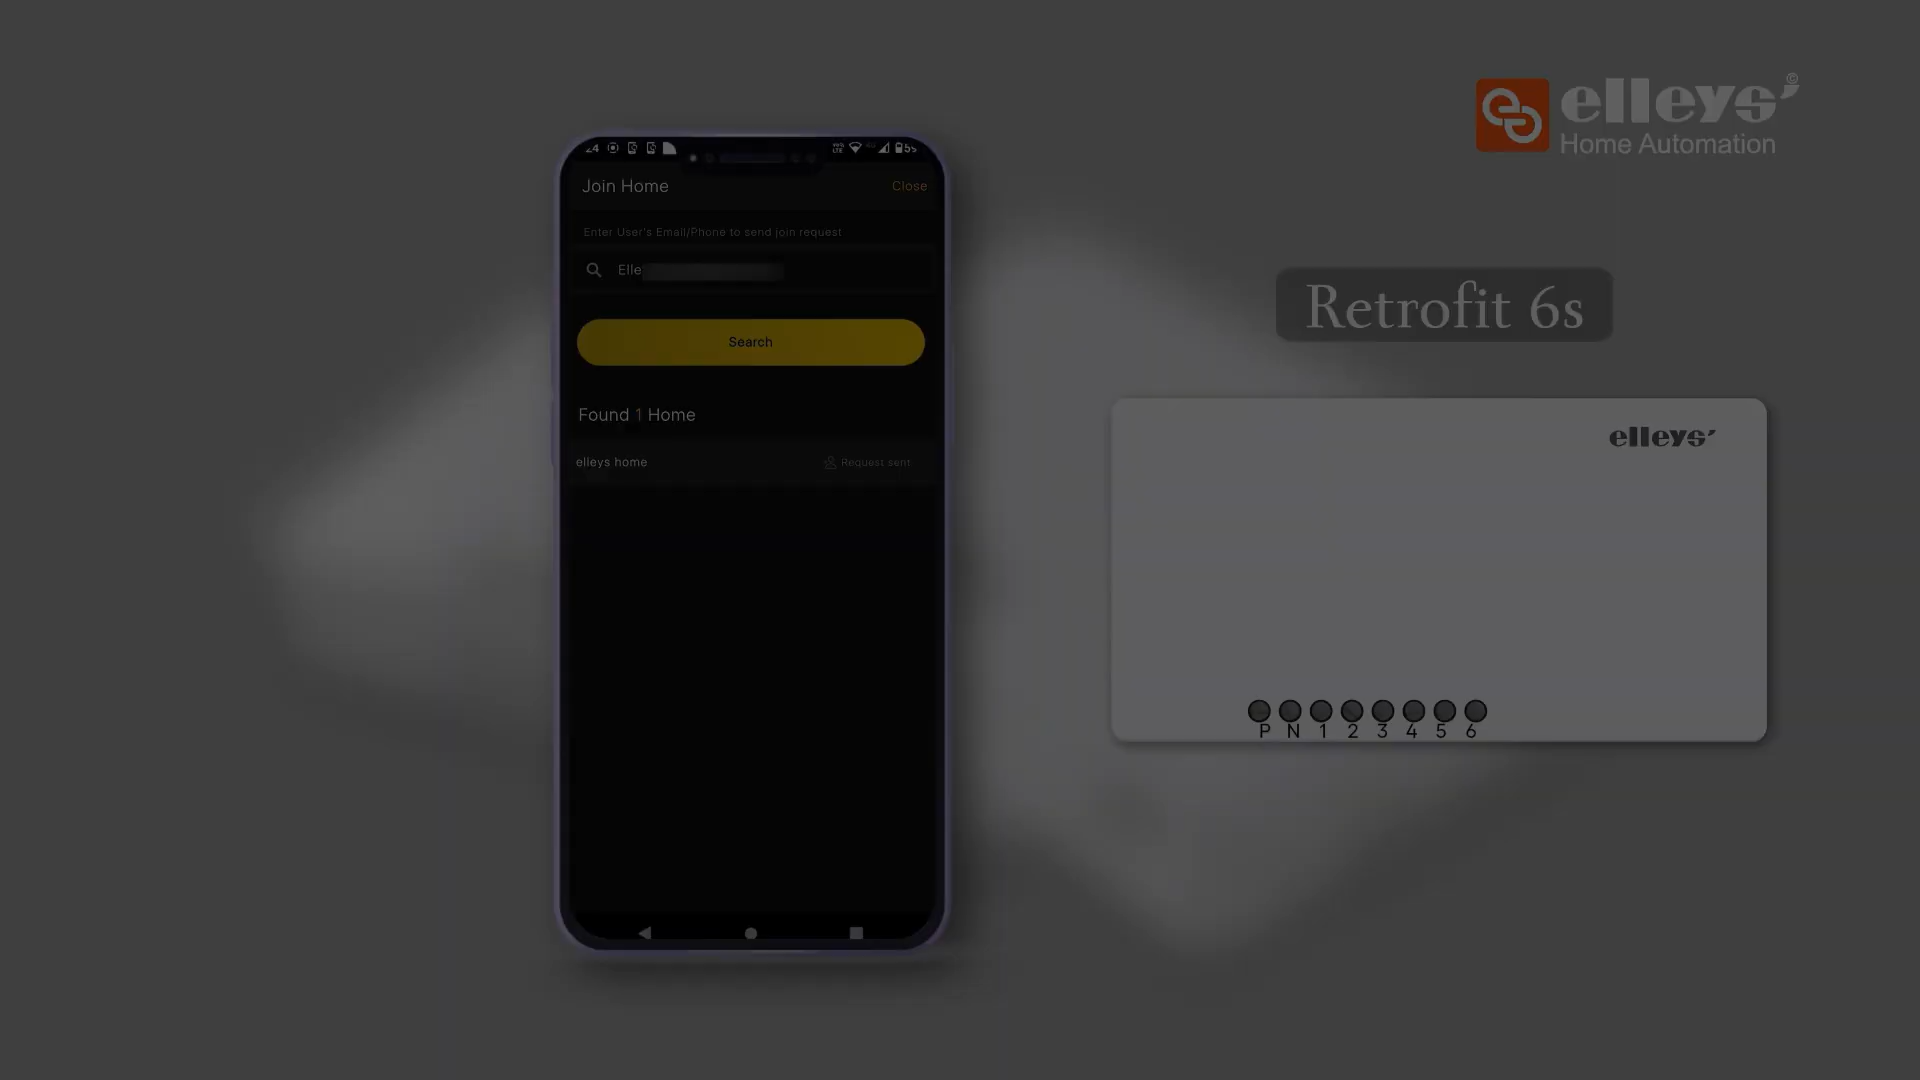 elleys’
Home Automation
Join Home
Close
Enter User's Email/Phone to send join request
Elle
Search
Found 1 Home
elleys home
Request sent
Retrofit 6s
elleys’
P N 1 2 3 4 5 6